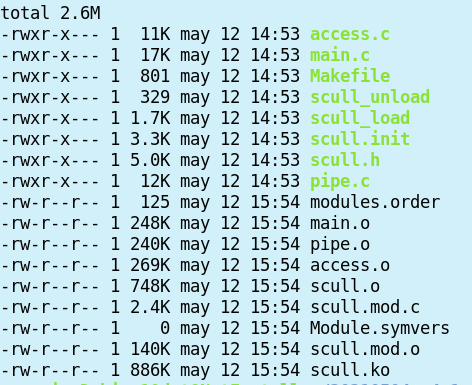 total 2.6M
-rwxr-x--- 1  11K may 12 14:53 access.c
-rwxr-x--- 1  17K may 12 14:53 main.c
-rwxr-x--- 1  801 may 12 14:53 Makefile
-rwxr-x--- 1  329 may 12 14:53 scull_unload
-rwxr-x--- 1 1.7K may 12 14:53 scull_load
-rwxr-x--- 1 3.3K may 12 14:53 scull.init
-rwxr-x--- 1 5.0K may 12 14:53 scull.h
-rwxr-x--- 1  12K may 12 14:53 pipe.c
-rw-r--r-- 1  125 may 12 15:54 modules.order
-rw-r--r-- 1 248K may 12 15:54 main.o
-rw-r--r-- 1 240K may 12 15:54 pipe.o
-rw-r--r-- 1 269K may 12 15:54 access.o
-rw-r--r-- 1 748K may 12 15:54 scull.o
-rw-r--r-- 1 2.4K may 12 15:54 scull.mod.c
-rw-r--r-- 1    0 may 12 15:54 Module.symvers
-rw-r--r-- 1 140K may 12 15:54 scull.mod.o
-rw-r--r-- 1 886K may 12 15:54 scull.ko